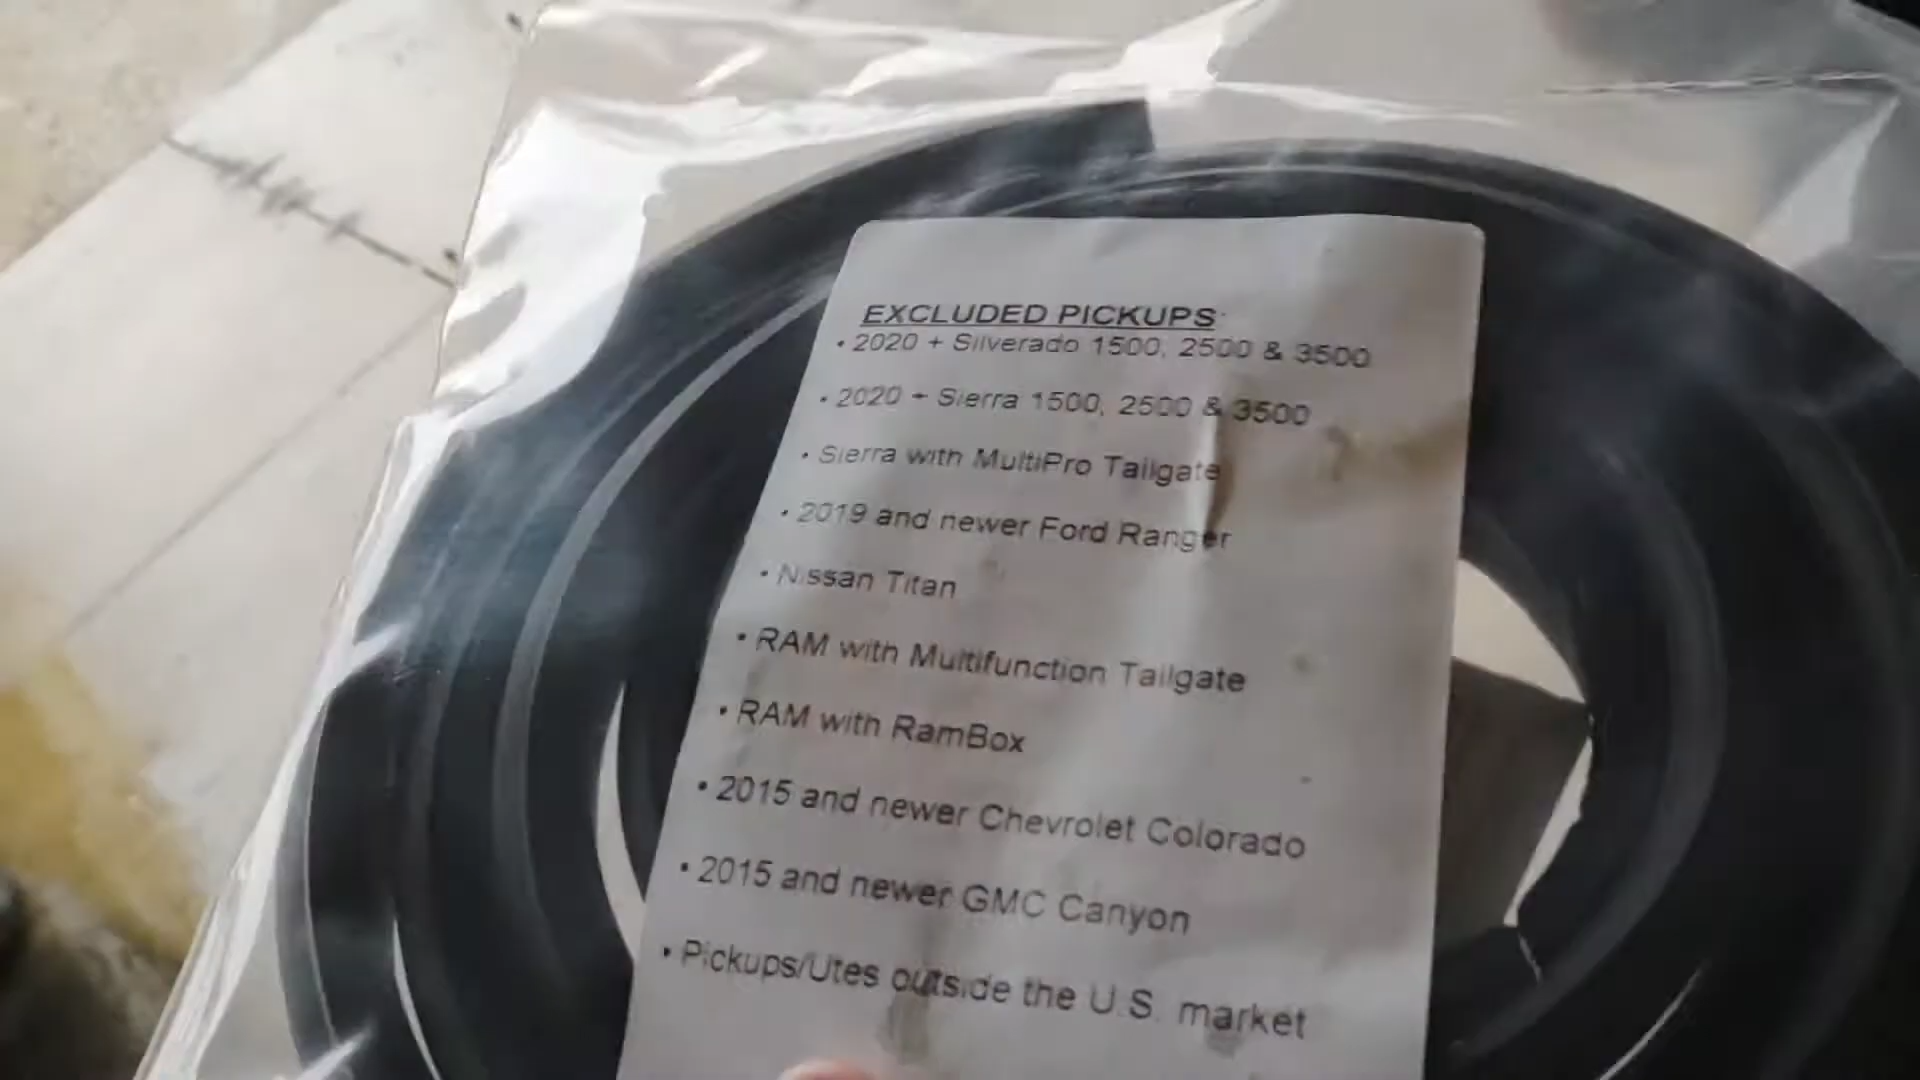 EXCLUDED PICKUPS:
• 2020 + Silverado 1500, 2500 & 3500
• 2020 + Sierra 1500, 2500 & 3500
• Sierra with MultiPro Tailgate
• 2019 and newer Ford Ranger
• Nissan Titan
• RAM with Multifunction Tailgate
• RAM with RamBox
• 2015 and newer Chevrolet Colorado
• 2015 and newer GMC Canyon
• Pickups/Utes outside the U.S. market